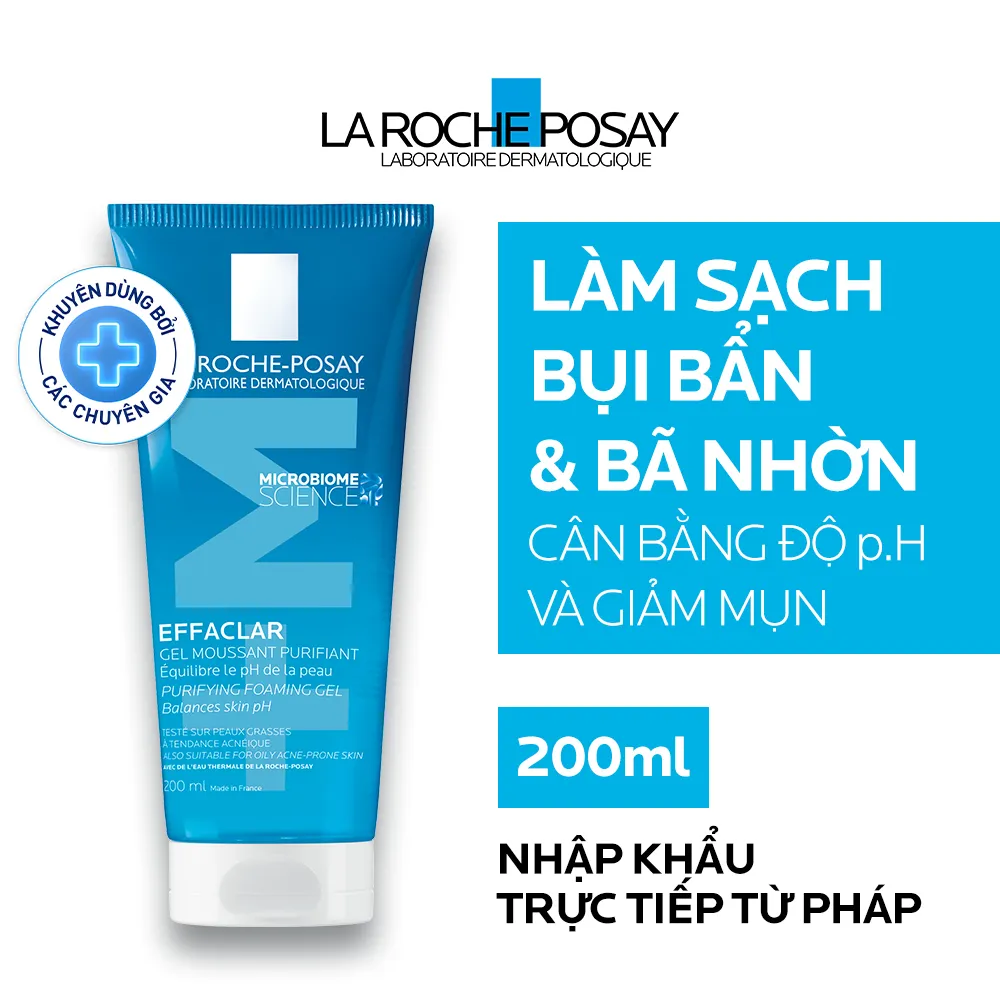 LA ROCHE POSAY
LABORATOIRE DERMATOLOGIQUE
KHUYÊN DÙNG BỞI
CÁC CHUYÊN GIA
ROCHE-POSAY
ORATOIRE DERMATOLOGIQUE
MICROBIOME
SCIENCE
+M
EFFACLAR
GEL MOUSSANT PURIFIANT
Équilibre le pH de la peau
PURIFYING FOAMING GEL
Balances skin pH
TESTÉ SUR PEAUX GRASSES
À TENDANCE ACNÉIQUE
ALSO SUITABLE FOR OILY ACNE-PRONE SKIN
AVEC DE L'EAU THERMALE DE LA ROCHE-POSAY
200 ml Made in France
LÀM SẠCH
BỤI BẨN
& BÃ NHỜN
CÂN BẰNG ĐỘ p.H
VÀ GIẢM MỤN
200ml
NHẬP KHẨU
TRỰC TIẾP TỪ PHÁP